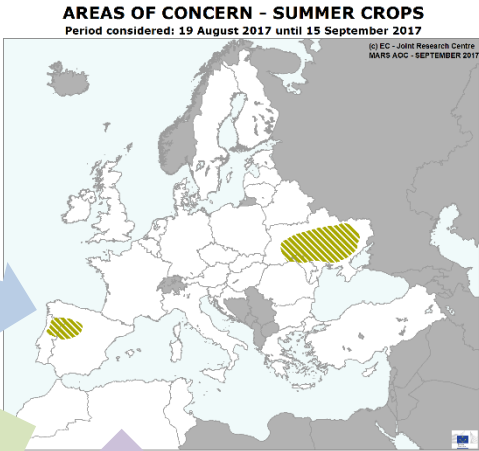 AREAS OF CONCERN - SUMMER CROPS
Period considered: 19 August 2017 until 15 September 2017
(c) EC - Joint Research Centre
MARS AOC - SEPTEMBER 2017